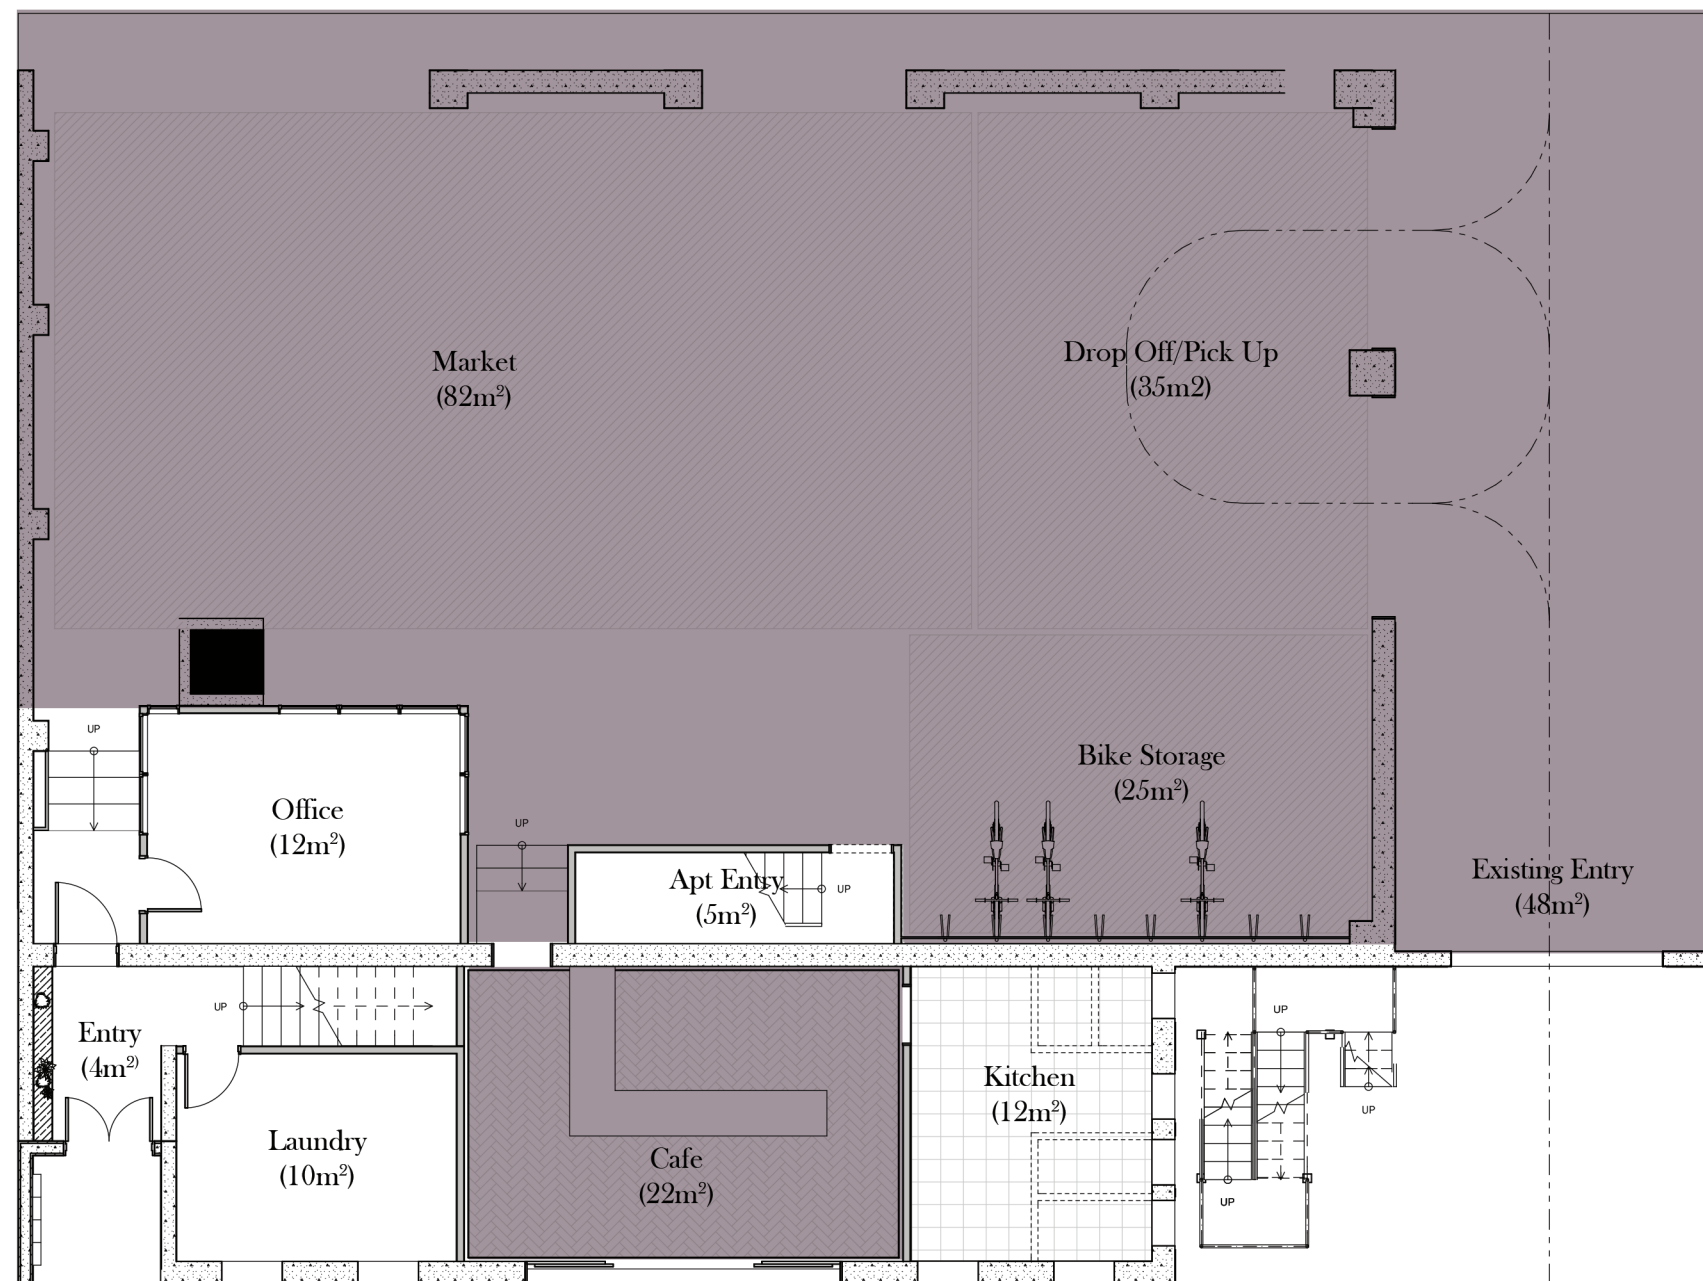 Market
(82m²)
Drop Off/Pick Up
(35m2)
UP
Office
(12m²)
UP
Bike Storage
(25m²)
Apt Entry
(5m²)
UP
Existing Entry
(48m²)
UP
Entry
(4m²)
Laundry
(10m²)
Cafe
(22m²)
Kitchen
(12m²)
UP
UP
UP